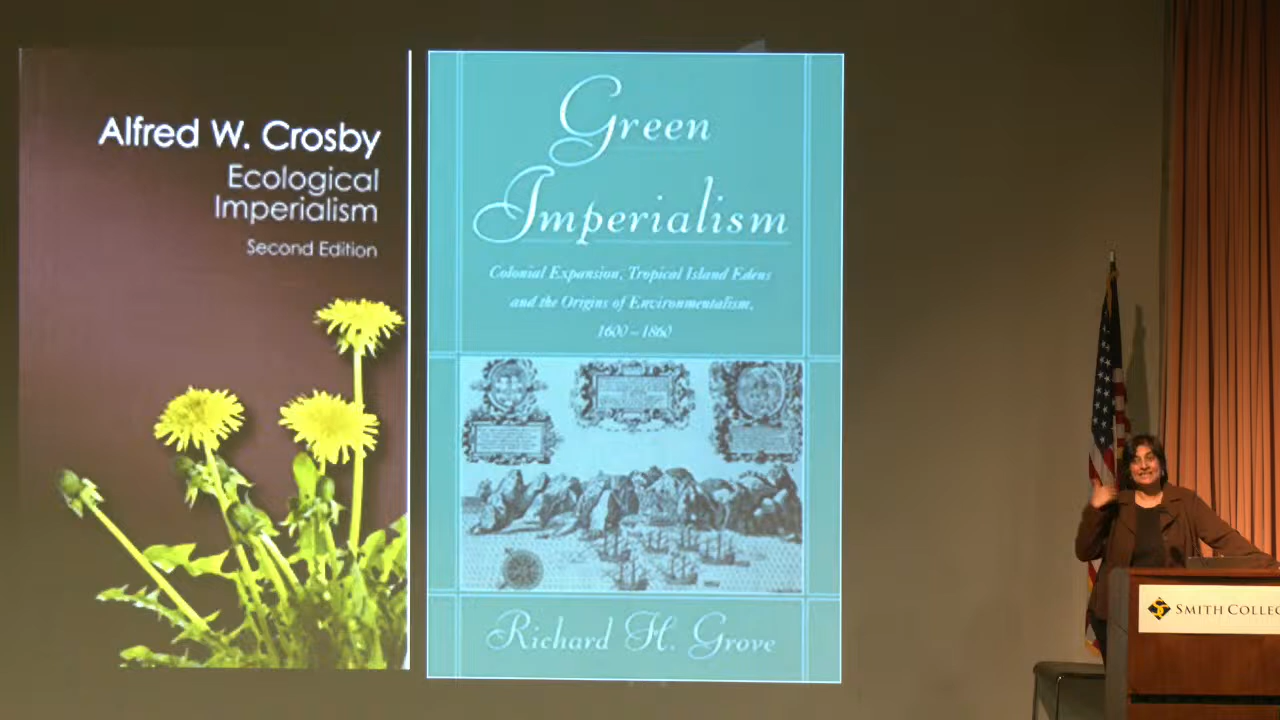 Alfred W. Crosby
Ecological
Imperialism
Second Edition
Green
Imperialism
Colonial Expansion, Tropical Island Edens
and the Origins of Environmentalism,
1600–1860
Richard H. Grove
SMITH COLLEG